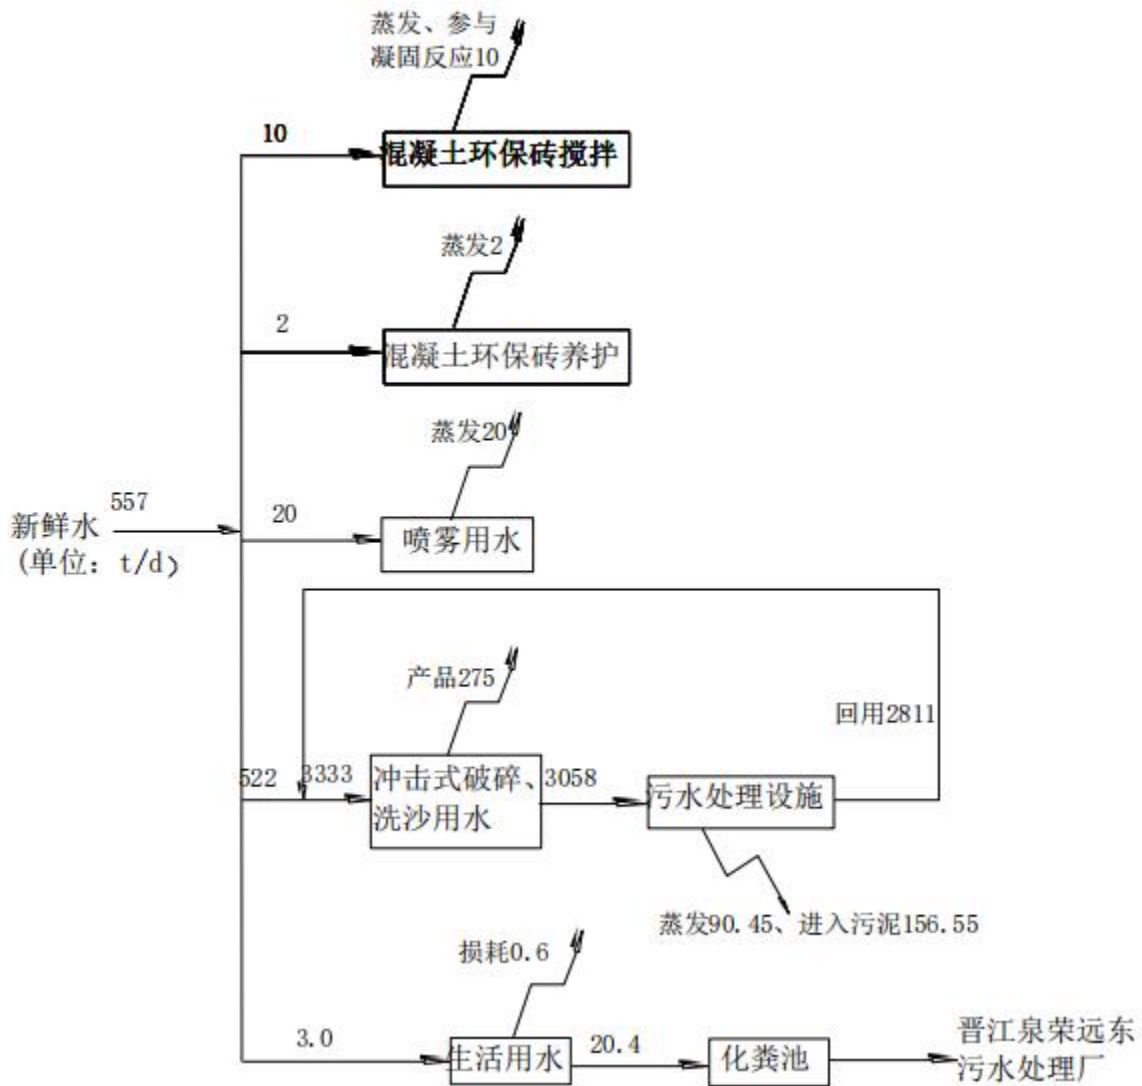 蒸发、参与
凝固反应10
10
混凝土环保砖搅拌
蒸发2
2
混凝土环保砖养护
蒸发20
557
新鲜水
(单位：t/d)
20
喷雾用水
产品275
回用2811
522
3333
冲击式破碎、
洗沙用水
3058
污水处理设施
蒸发90.45、进入污泥156.55
损耗0.6
3.0
生活用水
20.4
化粪池
晋江泉荣远东
污水处理厂